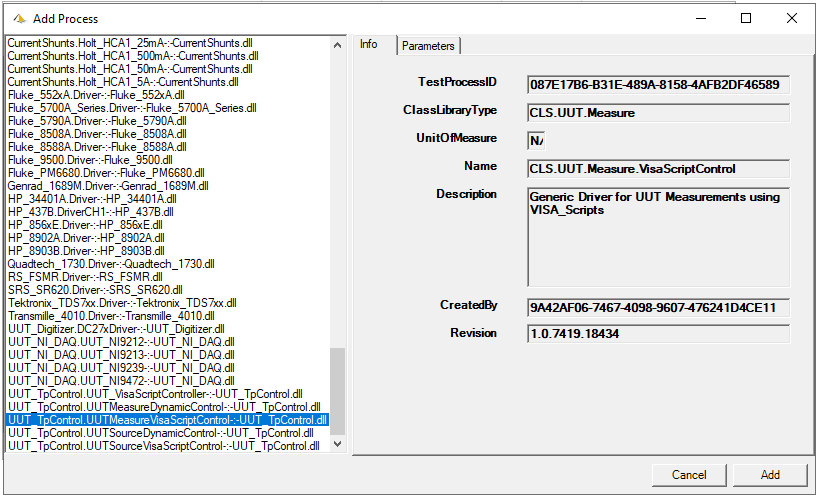 Add Process
CurrentShunts.Holt_HCA1_25mA-:-CurrentShunts.dll
CurrentShunts.Holt_HCA1_500mA-:-CurrentShunts.dll
CurrentShunts.Holt_HCA1_50mA-:-CurrentShunts.dll
CurrentShunts.Holt_HCA1_5A-:-CurrentShunts.dll
Fluke_552xA.Driver-:-Fluke_552xA.dll
Fluke_5700A_Series.Driver-:-Fluke_5700A_Series.dll
Fluke_5790A.Driver-:-Fluke_5790A.dll
Fluke_8508A.Driver-:-Fluke_8508A.dll
Fluke_8588A.Driver-:-Fluke_8588A.dll
Fluke_9500.Driver-:-Fluke_9500.dll
Fluke_PM6680.Driver-:-Fluke_PM6680.dll
Genrad_1689M.Driver-:-Genrad_1689M.dll
HP_34401A.Driver-:-HP_34401A.dll
HP_437B.DriverCH1-:-HP_437B.dll
HP_856xE.Driver-:-HP_856xE.dll
HP_8902A.Driver-:-HP_8902A.dll
HP_8903B.Driver-:-HP_8903B.dll
Quadtech_1730.Driver-:-Quadtech_1730.dll
RS_FSMR.Driver-:-RS_FSMR.dll
SRS_SR620.Driver-:-SRS_SR620.dll
Tektronix_TDS7xx.Driver-:-Tektronix_TDS7xx.dll
Transmille_4010.Driver-:-Transmille_4010.dll
UUT_Digitizer.DC27xDriver-:-UUT_Digitizer.dll
UUT_NI_DAQ.UUT_NI9212-:-UUT_NI_DAQ.dll
UUT_NI_DAQ.UUT_NI9213-:-UUT_NI_DAQ.dll
UUT_NI_DAQ.UUT_NI9239-:-UUT_NI_DAQ.dll
UUT_NI_DAQ.UUT_NI9472-:-UUT_NI_DAQ.dll
UUT_TpControl.UUT_VisaScriptController-:-UUT_TpControl.dll
UUT_TpControl.UUTMeasureDynamicControl-:-UUT_TpControl.dll
UUT_TpControl.UUTMeasureVisaScriptControl-:-UUT_TpControl.dll
UUT_TpControl.UUTSourceDynamicControl-:-UUT_TpControl.dll
UUT_TpControl.UUTSourceVisaScriptControl-:-UUT_TpControl.dll
Info Parameters
TestProcessID 087E17B6-B31E-489A-8158-4AFB2DF46589
ClassLibraryType CLS.UUT.Measure
UnitOfMeasure N/
Name CLS.UUT.Measure.VisaScriptControl
Description Generic Driver for UUT Measurements using
VISA_Scripts
CreatedBy 9A42AF06-7467-4098-9607-476241D4CE11
Revision 1.0.7419.18434
Cancel Add